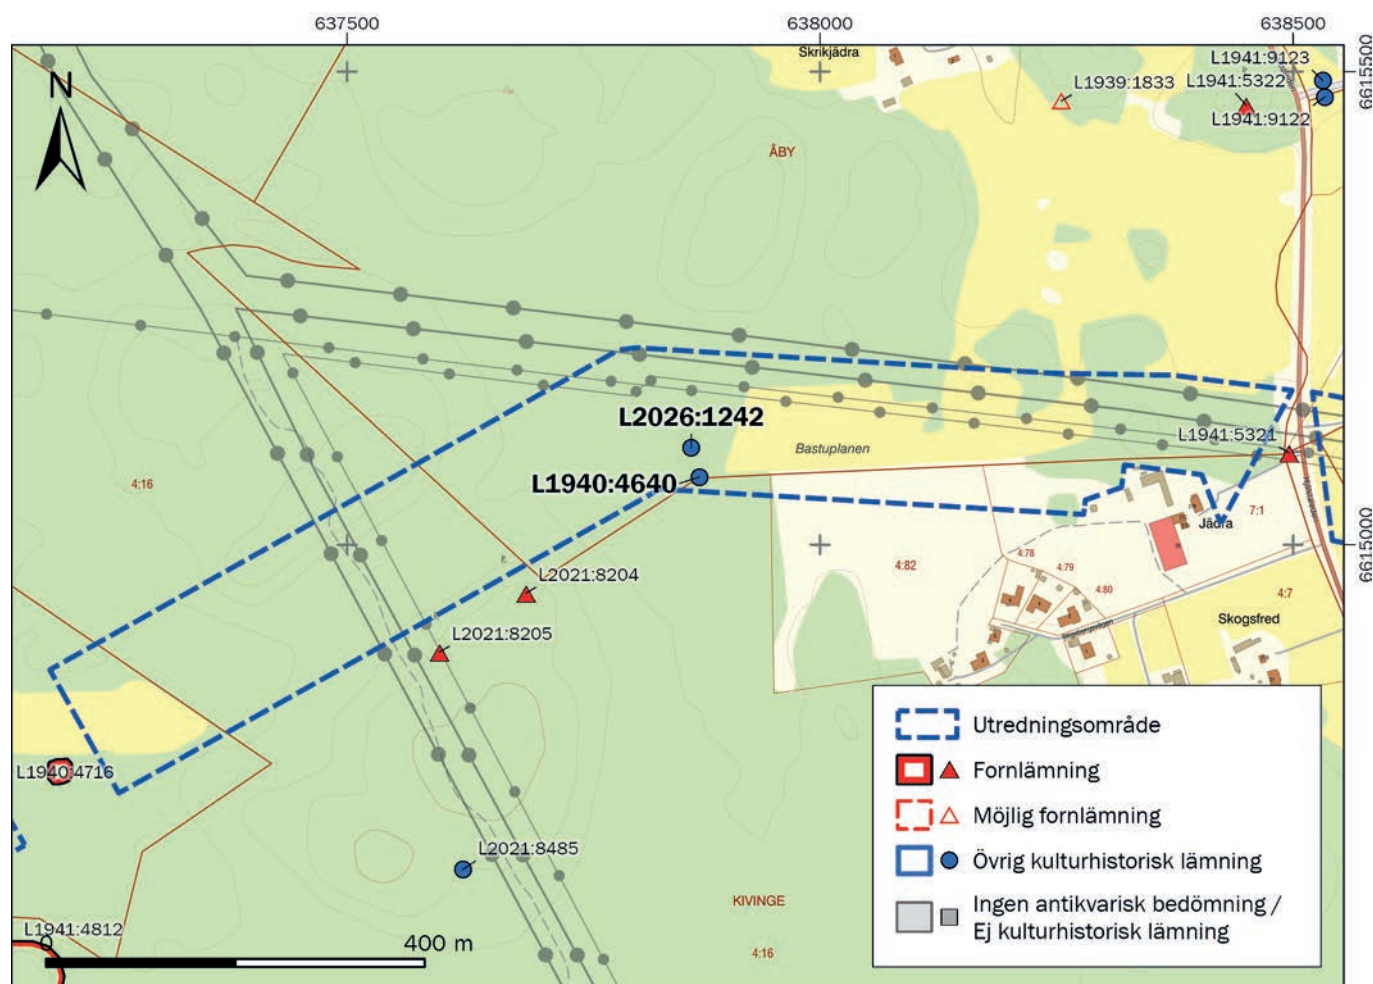 637500
638000
638500
Skrikjädra
L1941:9123
L1939:1833
L1941:5322
L1941:9122
6615500
N
ÅBY
L2026:1242
Bastuplanen
L1941:5321
L1940:4640
4:16
Jädra
7:1
6615000
4:82
4:78
4:79
4:80
L2021:8204
4:7
L2021:8205
Skogsfred
L1940:4716
L2021:8485
KIVINGE
L1941:4812
400 m
4:16
Utredningsområde
Fornlämning
Möjlig fornlämning
Övrig kulturhistorisk lämning
Ingen antikvarisk bedömning /
Ej kulturhistorisk lämning